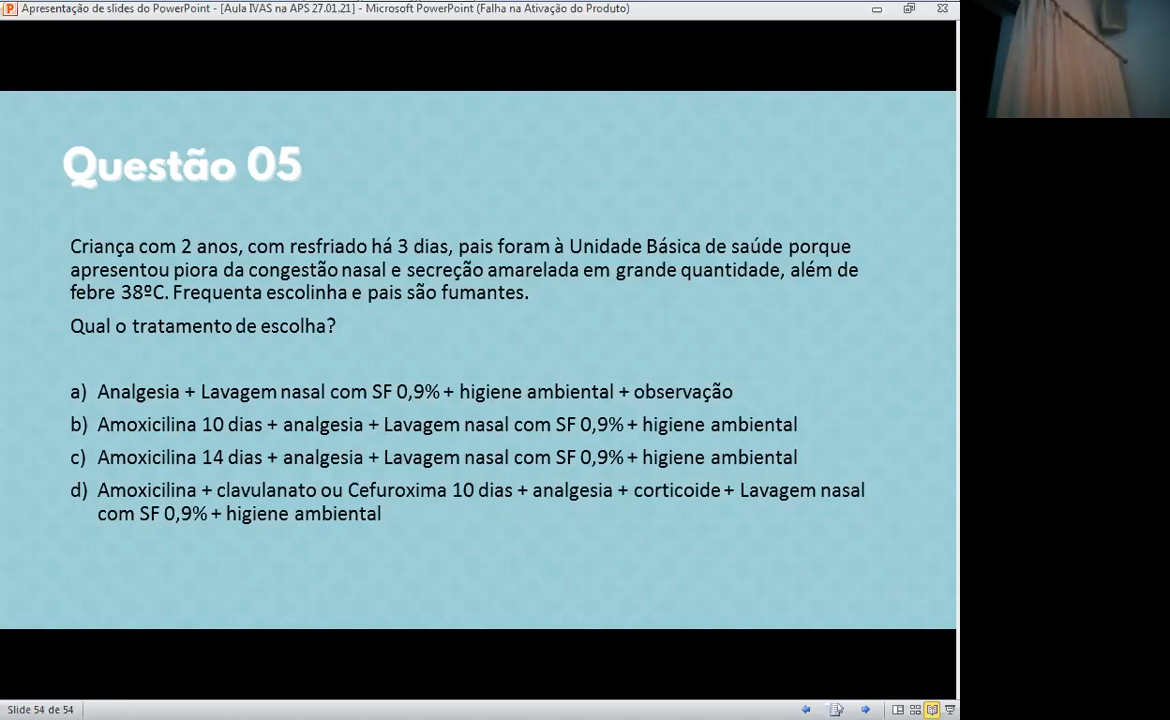 Apresentação de slides do PowerPoint - [Aula IVAS na APS 27.01.21] - Microsoft PowerPoint (Falha na Ativação do Produto)
Questão 05
Criança com 2 anos, com resfriado há 3 dias, pais foram à Unidade Básica de saúde porque
apresentou piora da congestão nasal e secreção amarelada em grande quantidade, além de
febre 38ºC. Frequenta escolinha e pais são fumantes.
Qual o tratamento de escolha?
a) Analgesia + Lavagem nasal com SF 0,9% + higiene ambiental + observação
b) Amoxicilina 10 dias + analgesia + Lavagem nasal com SF 0,9% + higiene ambiental
c) Amoxicilina 14 dias + analgesia + Lavagem nasal com SF 0,9% + higiene ambiental
d) Amoxicilina + clavulanato ou Cefuroxima 10 dias + analgesia + corticoide + Lavagem nasal
com SF 0,9% + higiene ambiental
Slide 54 de 54